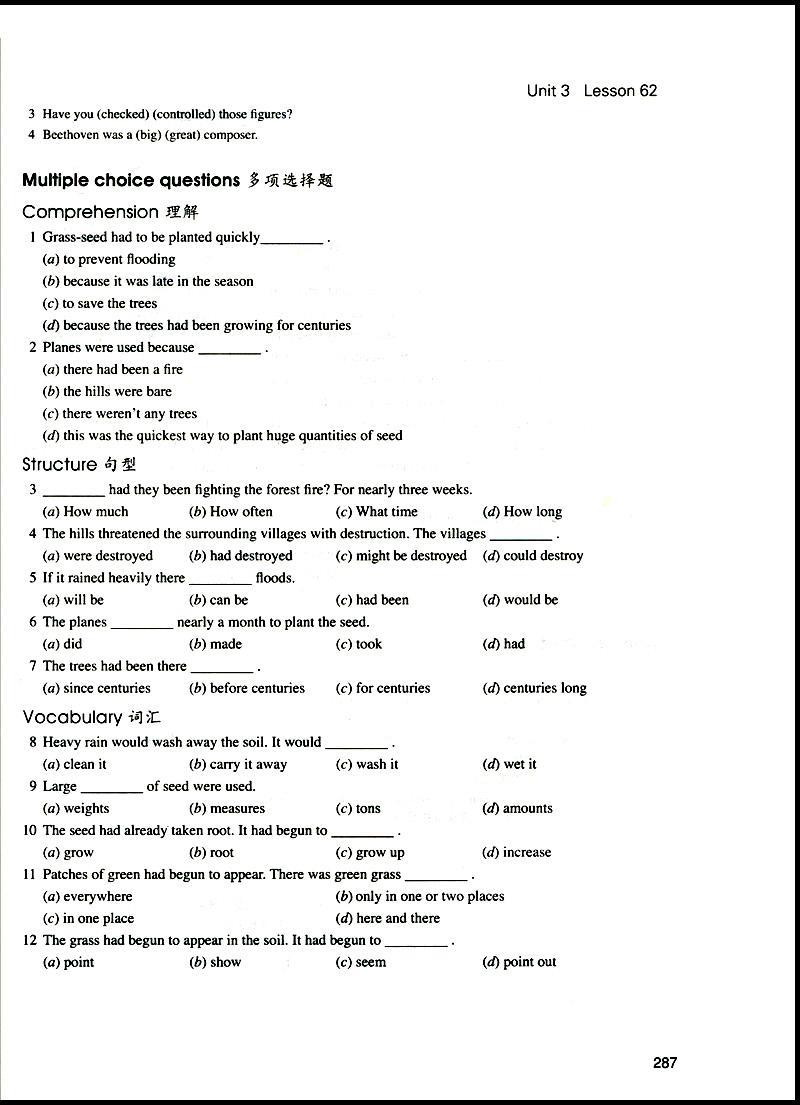 Unit 3 Lesson 62
3 Have you (checked) (controlled) those figures?
4 Beethoven was a (big) (great) composer.
Multiple choice questions 多项选择题
Comprehension 理解
1 Grass-seed had to be planted quickly_________ .
(a) to prevent flooding
(b) because it was late in the season
(c) to save the trees
(d) because the trees had been growing for centuries
2 Planes were used because _________ .
(a) there had been a fire
(b) the hills were bare
(c) there weren't any trees
(d) this was the quickest way to plant huge quantities of seed
Structure 句型
3 _________ had they been fighting the forest fire? For nearly three weeks.
(a) How much (b) How often (c) What time (d) How long
4 The hills threatened the surrounding villages with destruction. The villages _________ .
(a) were destroyed (b) had destroyed (c) might be destroyed (d) could destroy
5 If it rained heavily there _________ floods.
(a) will be (b) can be (c) had been (d) would be
6 The planes _________ nearly a month to plant the seed.
(a) did (b) made (c) took (d) had
7 The trees had been there _________ .
(a) since centuries (b) before centuries (c) for centuries (d) centuries long
Vocabulary 词汇
8 Heavy rain would wash away the soil. It would _________ .
(a) clean it (b) carry it away (c) wash it (d) wet it
9 Large _________ of seed were used.
(a) weights (b) measures (c) tons (d) amounts
10 The seed had already taken root. It had begun to _________ .
(a) grow (b) root (c) grow up (d) increase
11 Patches of green had begun to appear. There was green grass _________ .
(a) everywhere (b) only in one or two places
(c) in one place (d) here and there
12 The grass had begun to appear in the soil. It had begun to _________ .
(a) point (b) show (c) seem (d) point out
287